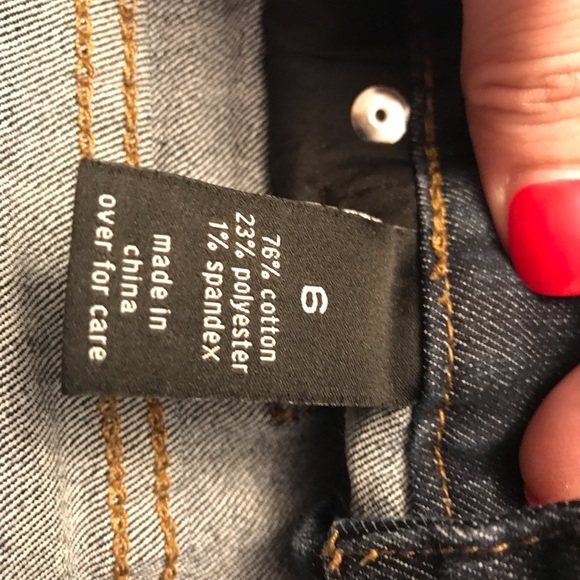 6
76% cotton
23% polyester
1% spandex
made in
china
over for care